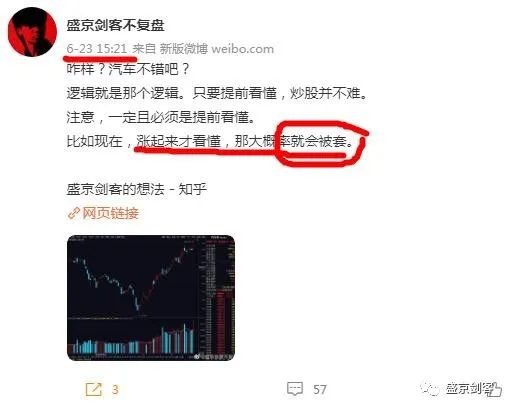 盛京剑客不复盘
6-23 15:21 来自 新版微博 weibo.com
咋样？汽车不错吧？
逻辑就是那个逻辑。只要提前看懂，炒股并不难。
注意，一定且必须是提前看懂。
比如现在，涨起来才看懂，那大概率就会被套。
盛京剑客的想法 - 知乎
网页链接
3
57
盛京剑客